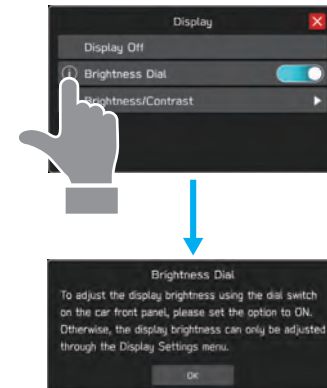 Display
Display Off
Brightness Dial
Brightness/Contrast
Brightness Dial
To adjust the display brightness using the dial switch
on the car front panel, please set the option to ON.
Otherwise, the display brightness can only be adjusted
through the Display Settings menu.
OK